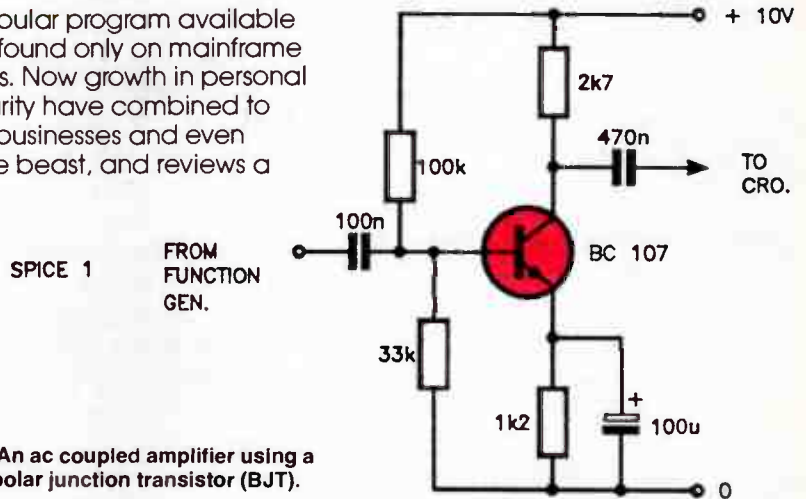 pular program available
found only on mainframe
s. Now growth in personal
rity have combined to
businesses and even
e beast, and reviews a
+ 10V
2k7
470n
TO
CRO.
100k
100n
BC 107
SPICE 1
FROM
FUNCTION
GEN.
33k
1k2
+
100u
0
An ac coupled amplifier using a
polar junction transistor (BJT).